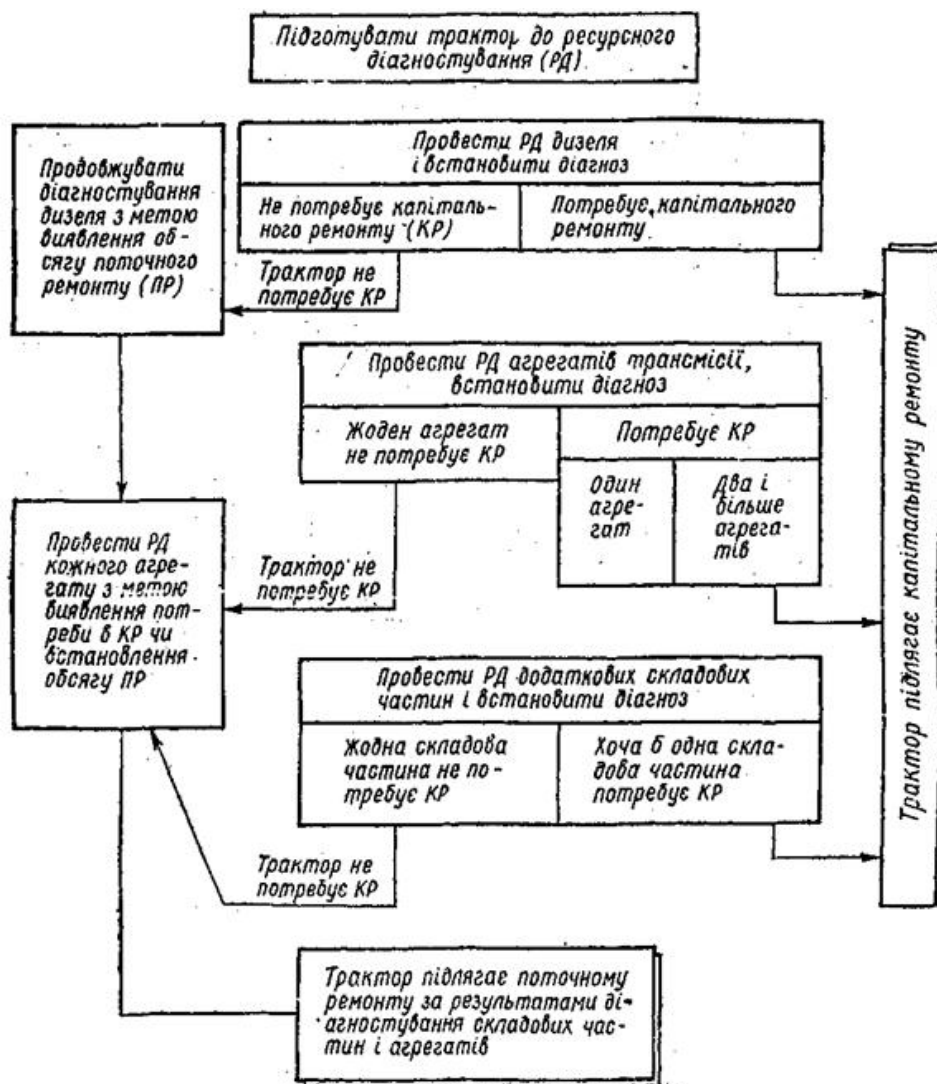 Підготувати трактор до ресурсного
діагностування (РД)
Провести РД дизеля
і встановити діагноз
Не потребує капіталь-
ного ремонту (КР)
Потребує капітального
ремонту
Продовжувати
діагностування
дизеля з метою
виявлення об-
сягу поточного
ремонту (ПР)
Трактор не
потребує КР
Провести РД агрегатів трансмісії,
встановити діагноз
Жоден агрегат
не потребує КР
Потребує КР
Один
агре-
гат
Два і
більше
агрега-
тів
Трактор не
потребує КР
Провести РД
кожного агре-
гату з метою
виявлення пот-
реби в КР чи
встановлення
обсягу ПР
Провести РД додаткових складових
частин і встановити діагноз
Жодна складова
частина не по-
требує КР
Хоча б одна скла-
дова частина
потребує КР
Трактор не
потребує КР
Трактор підлягає капітальному ремонту
Трактор підлягає поточному
ремонту за результатами ді-
агностування складових час-
тин і агрегатів